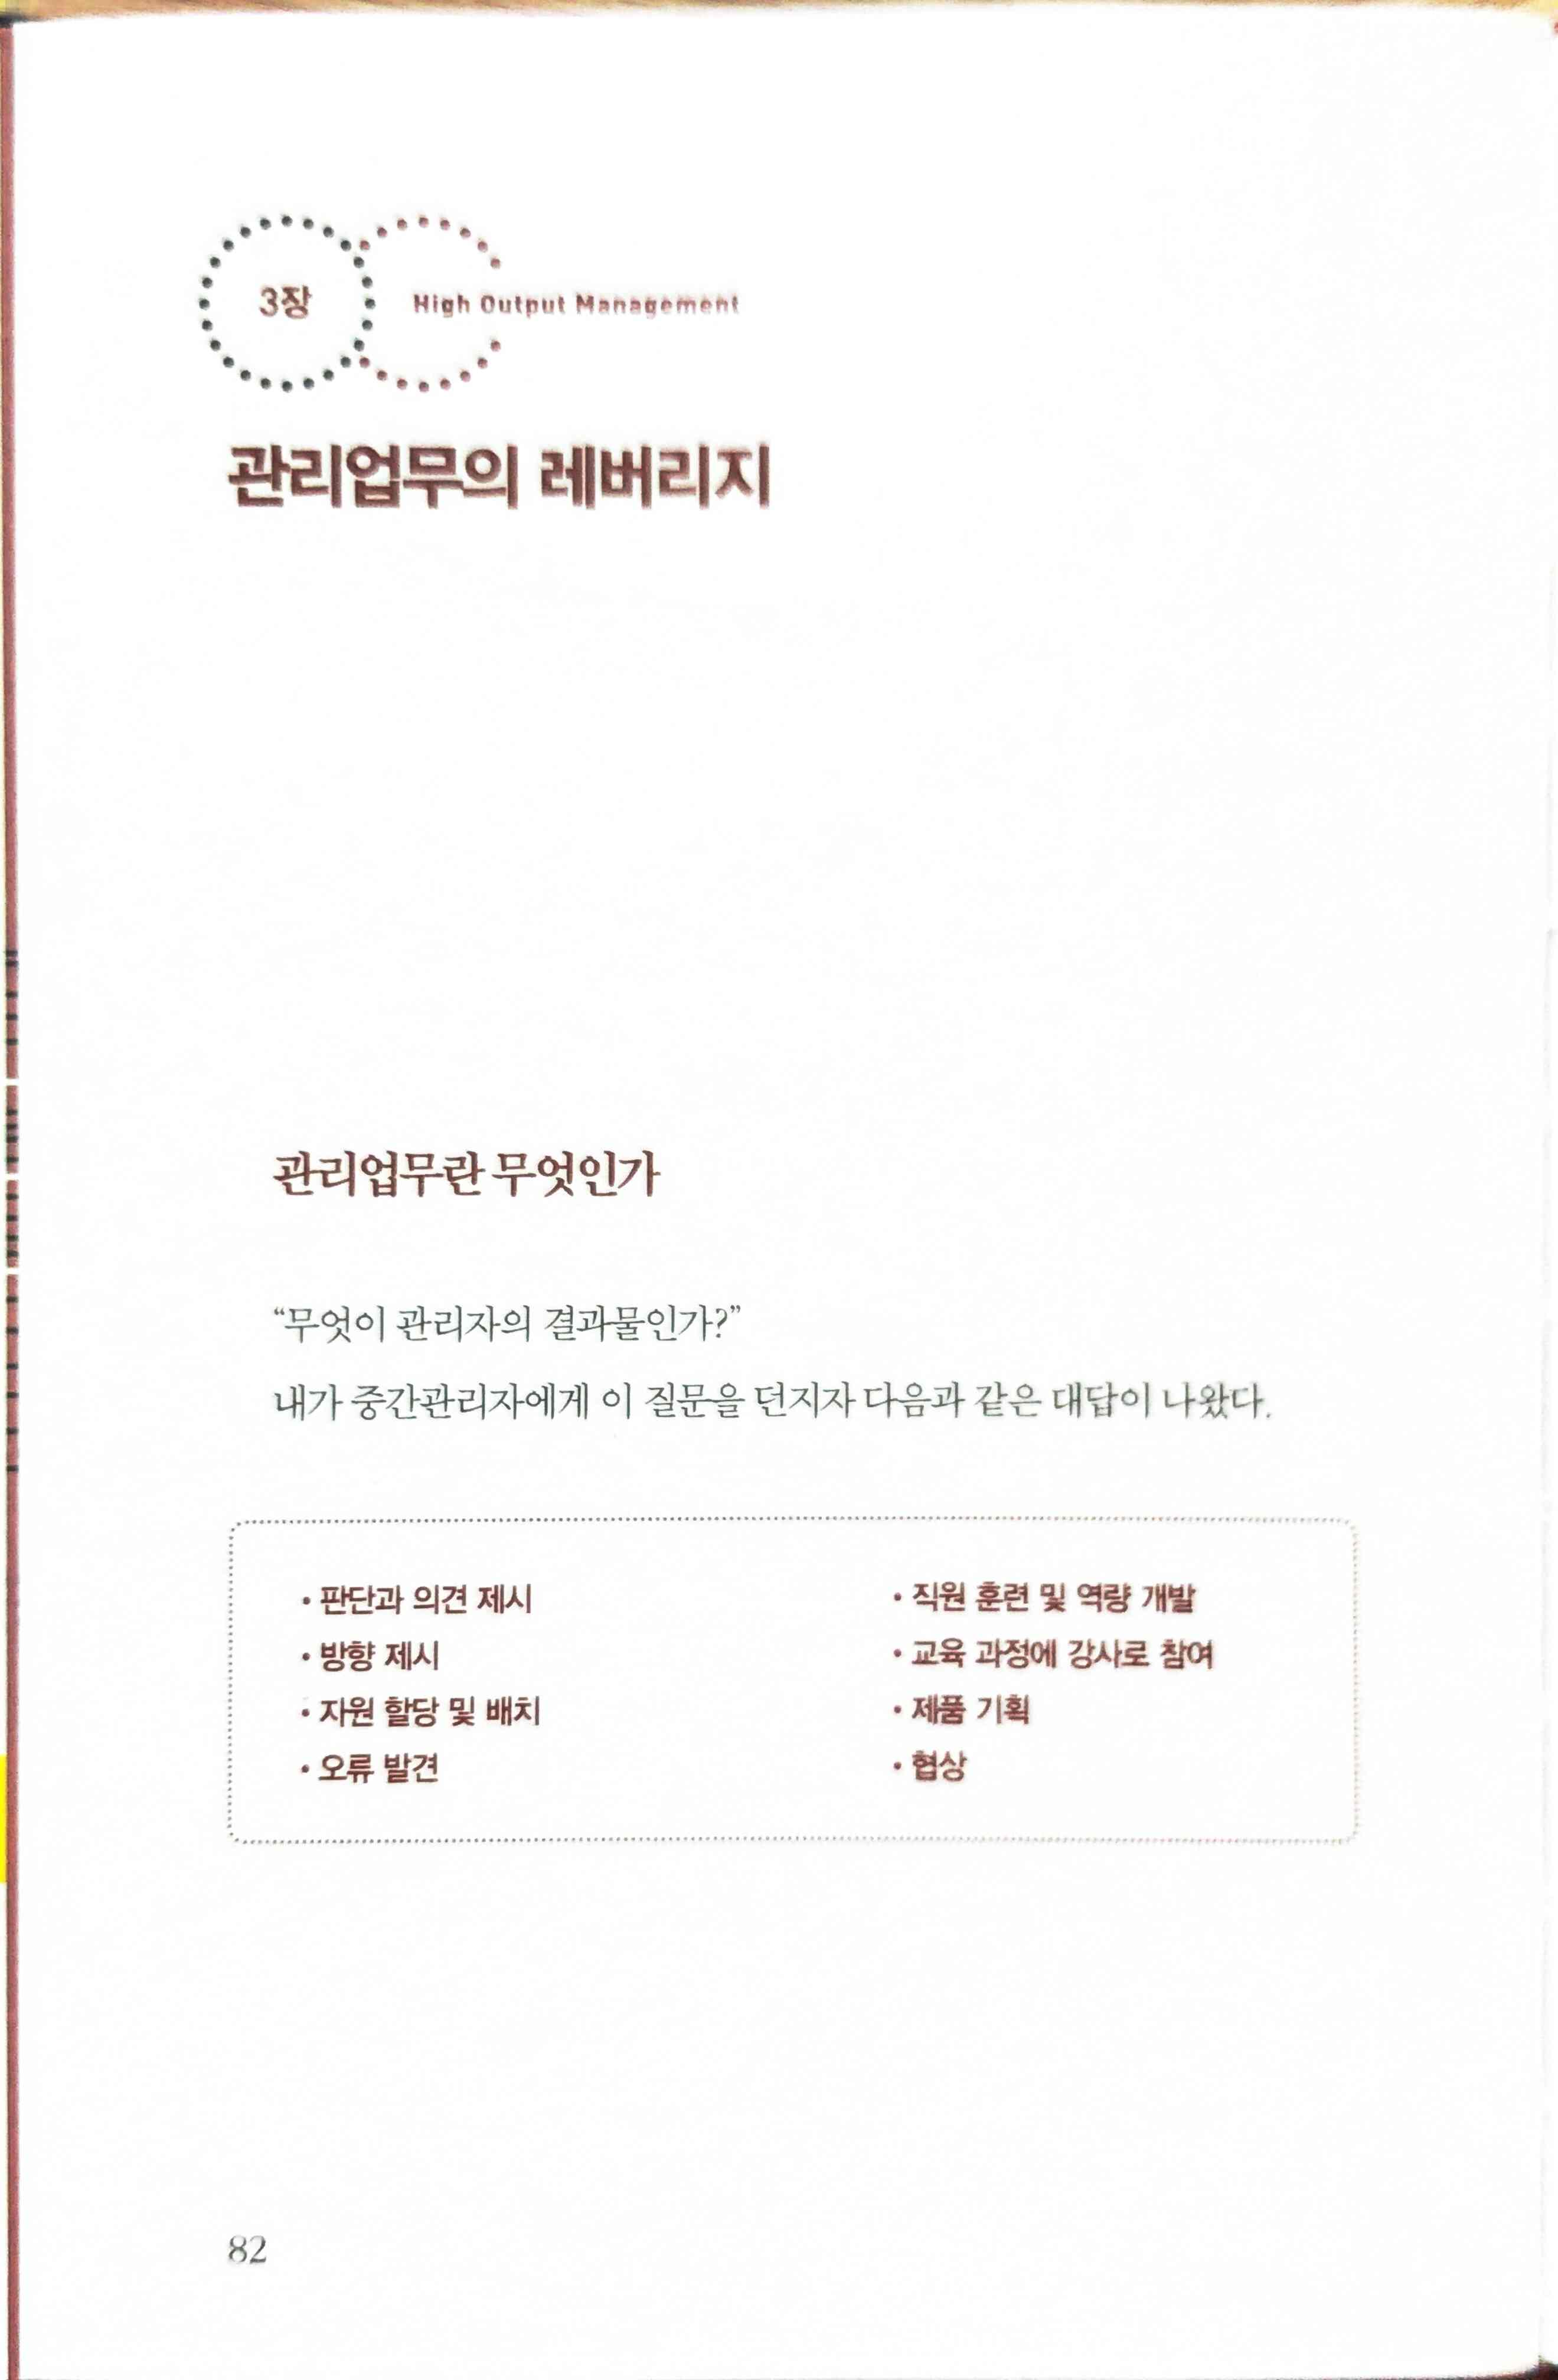 3장
High Output Management
관리업무의 레버리지
관리업무란 무엇인가
“무엇이 관리자의 결과물인가?”
내가 중간관리자에게 이 질문을 던지자 다음과 같은 대답이 나왔다.
• 판단과 의견 제시
• 방향 제시
• 자원 할당 및 배치
• 오류 발견
• 직원 훈련 및 역량 개발
• 교육 과정에 강사로 참여
• 제품 기획
• 협상
82